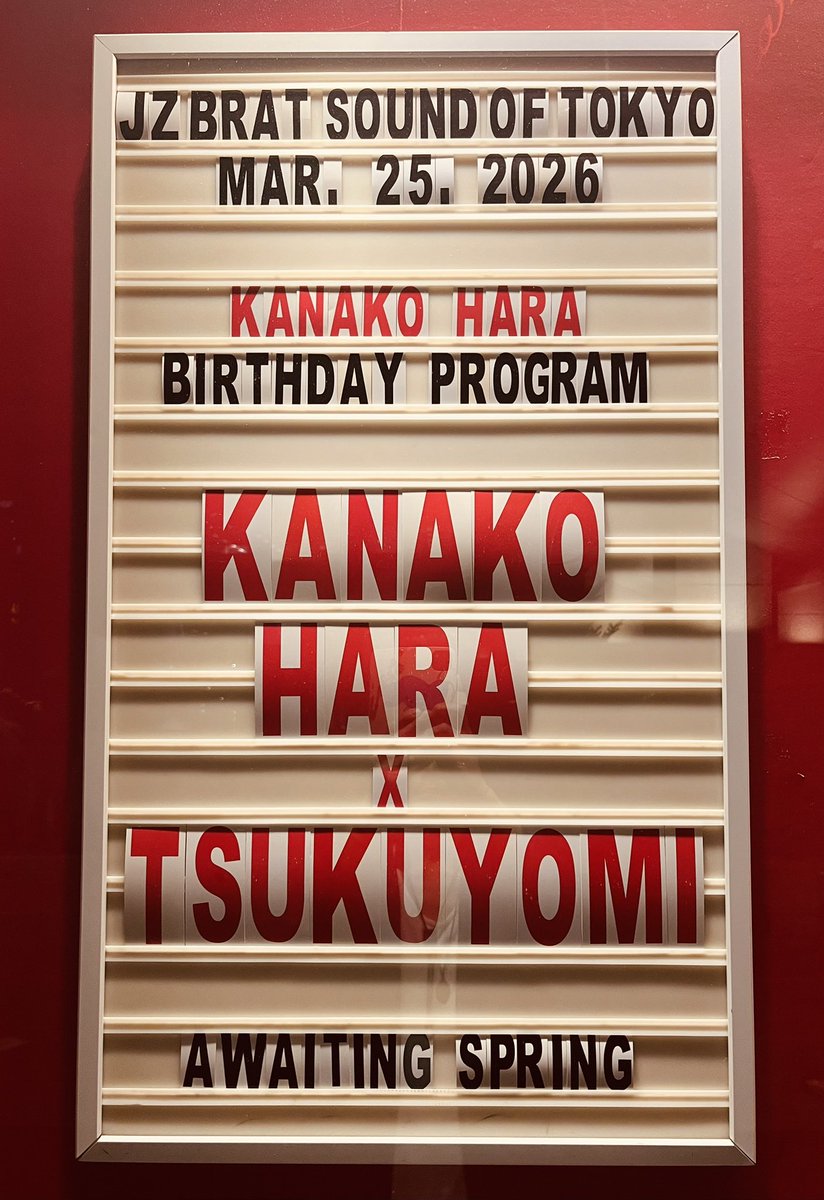 JZ BRAT SOUND OF TOKYO
MAR. 25. 2026
KANAKO HARA
BIRTHDAY PROGRAM
KANAKO
HARA
X
TSUKUYOMI
AWAITING SPRING